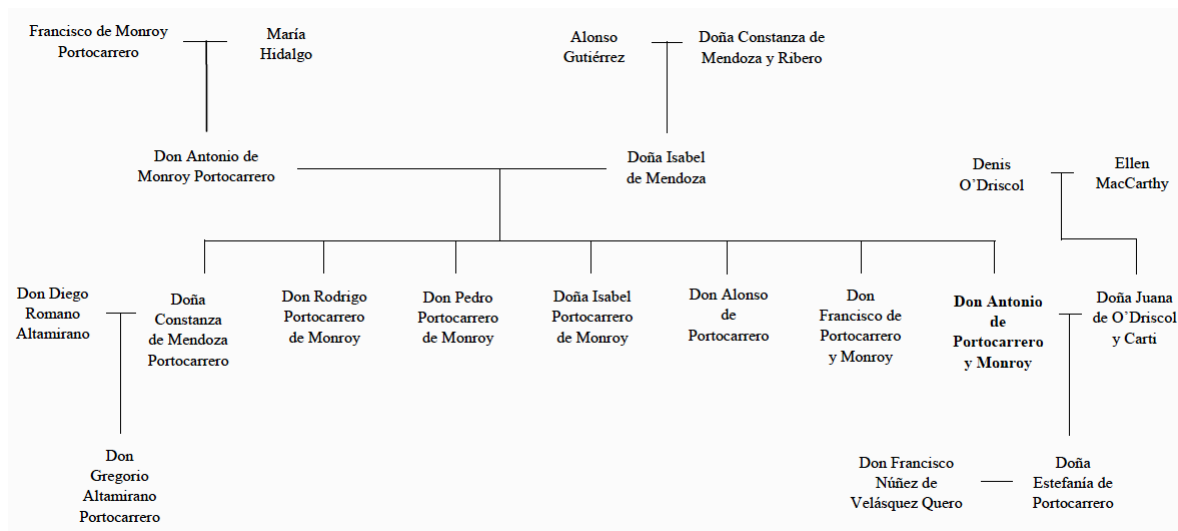 Francisco de Monroy
Portocarrero
María
Hidalgo
Alonso
Gutiérrez
Doña Constanza de
Mendoza y Ribero
Don Antonio de
Monroy Portocarrero
Doña Isabel
de Mendoza
Denis
O’Driscol
Ellen
MacCarthy
Don Diego
Romano
Altamirano
Doña
Constanza
de Mendoza
Portocarrero
Don Rodrigo
Portocarrero
de Monroy
Don Pedro
Portocarrero
de Monroy
Doña Isabel
Portocarrero
de Monroy
Don Alonso
de
Portocarrero
Don
Francisco de
Portocarrero
y Monroy
Don Antonio
de
Portocarrero
y Monroy
Doña Juana
de O’Driscol
y Carti
Don
Gregorio
Altamirano
Portocarrero
Don Francisco
Núñez de
Velásquez Quero
Doña
Estefanía de
Portocarrero